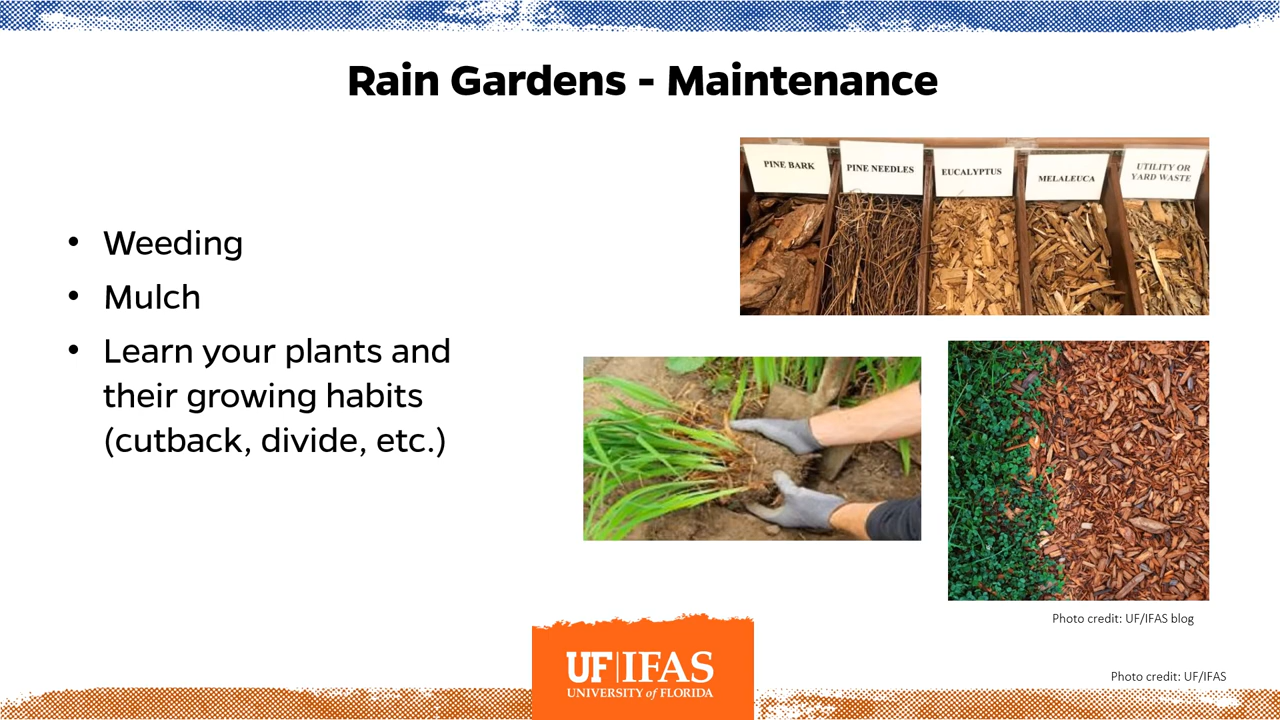 Rain Gardens - Maintenance
• Weeding
• Mulch
• Learn your plants and
their growing habits
(cutback, divide, etc.)
PINE BARK
PINE NEEDLES
EUCALYPTUS
MELALEUCA
UTILITY OR
YARD WASTE
Photo credit: UF/IFAS blog
UF|IFAS
UNIVERSITY of FLORIDA
Photo credit: UF/IFAS